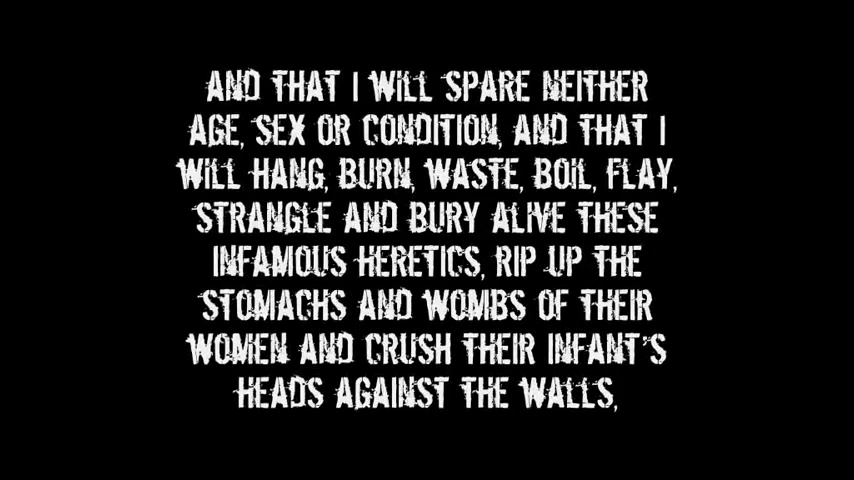 AND THAT I WILL SPARE NEITHER
AGE, SEX OR CONDITION, AND THAT I
WILL HANG, BURN, WASTE, BOIL, FLAY,
STRANGLE AND BURY ALIVE THESE
INFAMOUS HERETICS, RIP UP THE
STOMACHS AND WOMBS OF THEIR
WOMEN AND CRUSH THEIR INFANT'S
HEADS AGAINST THE WALLS,